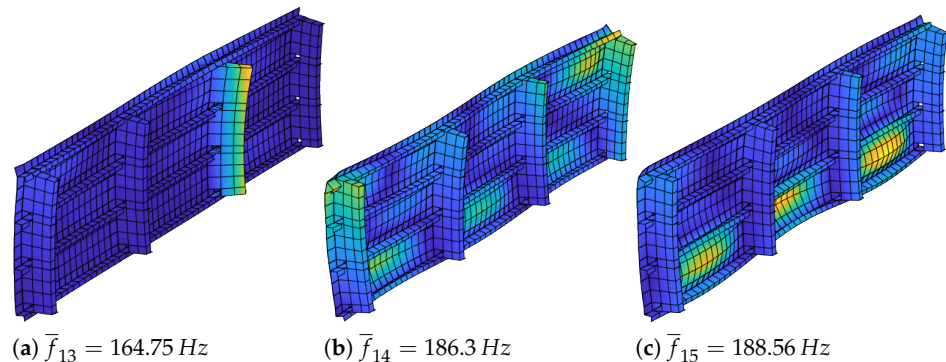 (a) f̅₁₃ = 164.75 Hz (b) f̅₁₄ = 186.3 Hz (c) f̅₁₅ = 188.56 Hz